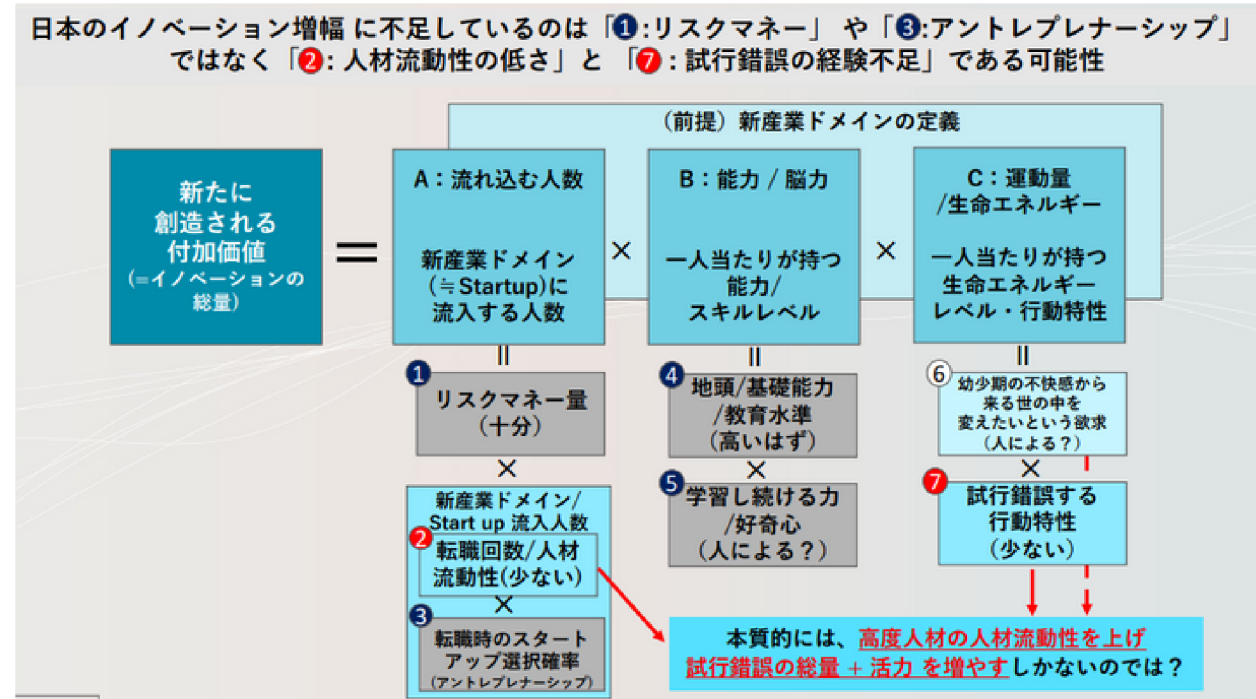 日本のイノベーション増幅 に不足しているのは「❶:リスクマネー」 や「❸:アントレプレナーシップ」
ではなく「❷: 人材流動性の低さ」と 「❼ : 試行錯誤の経験不足」である可能性
(前提)新産業ドメインの定義
新たに
創造される
付加価値
(=イノベーションの
総量)
=
A:流れ込む人数
新産業ドメイン
(≒Startup)に
流入する人数
×
B:能力 / 脳力
一人当たりが持つ
能力/
スキルレベル
×
C:運動量
/生命エネルギー
一人当たりが持つ
生命エネルギー
レベル・行動特性
=
❶
リスクマネー量
(十分)
×
新産業ドメイン/
Start up 流入人数
❷
転職回数/人材
流動性(少ない)
×
❸
転職時のスタート
アップ選択確率
(アントレプレナーシップ)
=
❹
地頭/基礎能力
/教育水準
(高いはず)
×
❺
学習し続ける力
/好奇心
(人による?)
=
⑥
幼少期の不快感から
来る世の中を
変えたいという欲求
(人による?)
×
❼
試行錯誤する
行動特性
(少ない)
本質的には、高度人材の人材流動性を上げ
試行錯誤の総量 + 活力 を増やすしかないのでは?